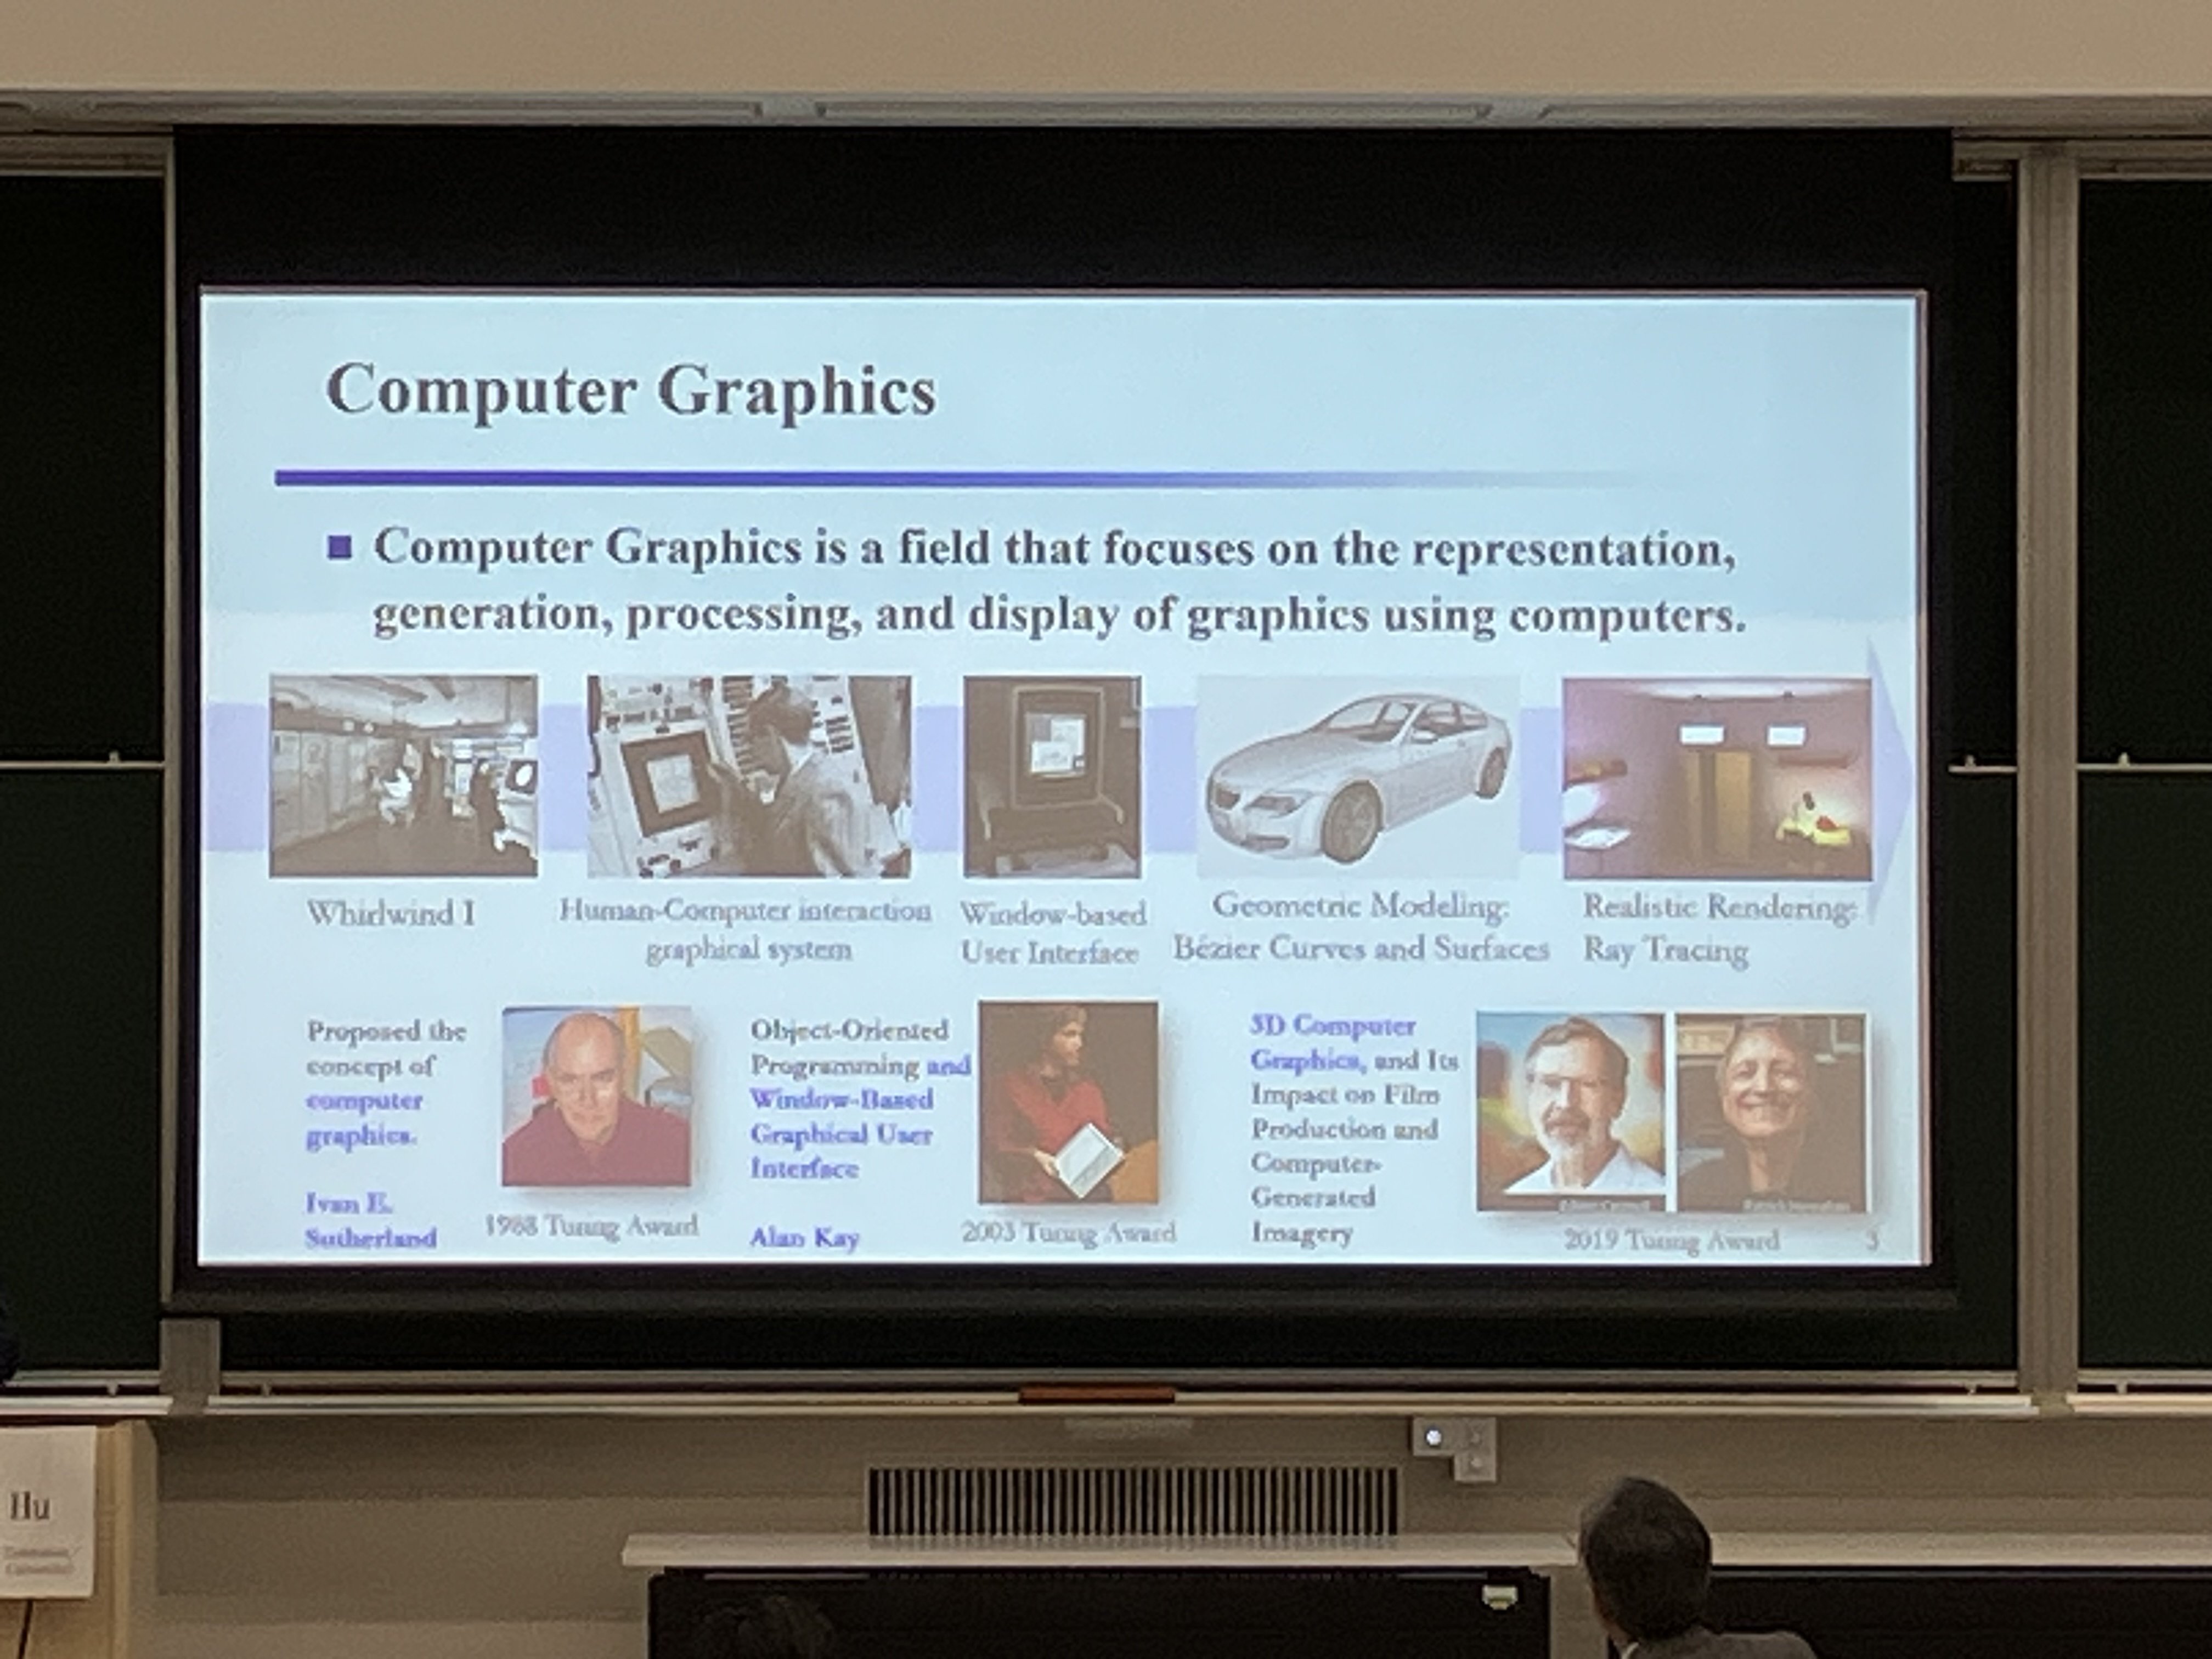 Computer Graphics
■ Computer Graphics is a field that focuses on the representation,
generation, processing, and display of graphics using computers.
Whirlwind I
Human-Computer interaction
graphical system
Window-based
User Interface
Geometric Modeling:
Bézier Curves and Surfaces
Realistic Rendering:
Ray Tracing
Proposed the
concept of
computer
graphics.
Ivan E.
Sutherland
1988 Turing Award
Object-Oriented
Programming and
Window-Based
Graphical User
Interface
Alan Kay
2003 Turing Award
3D Computer
Graphics, and Its
Impact on Film
Production and
Computer-
Generated
Imagery
2019 Turing Award
3
Hu